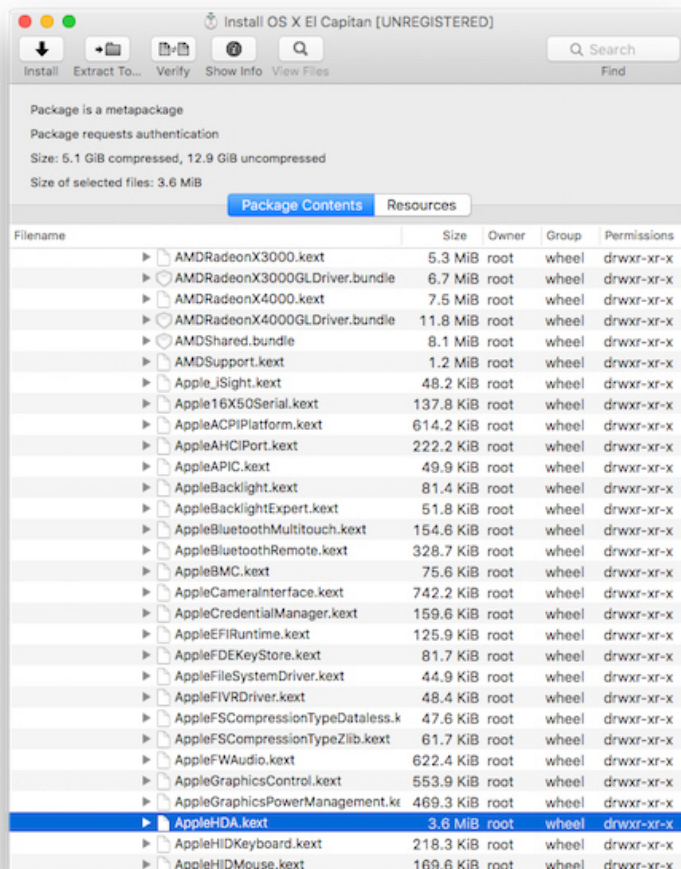 Install OS X El Capitan [UNREGISTERED]
Install Extract To... Verify Show Info View Files Search
Find
Package is a metapackage
Package requests authentication
Size: 5.1 GiB compressed, 12.9 GiB uncompressed
Size of selected files: 3.6 MiB
Package Contents Resources
Filename Size Owner Group Permissions
AMDRadeonX3000.kext 5.3 MiB root wheel drwxr-xr-x
AMDRadeonX3000GLDriver.bundle 6.7 MiB root wheel drwxr-xr-x
AMDRadeonX4000.kext 7.5 MiB root wheel drwxr-xr-x
AMDRadeonX4000GLDriver.bundle 11.8 MiB root wheel drwxr-xr-x
AMDShared.bundle 8.1 MiB root wheel drwxr-xr-x
AMDSupport.kext 1.2 MiB root wheel drwxr-xr-x
Apple_iSight.kext 48.2 KiB root wheel drwxr-xr-x
Apple16X50Serial.kext 137.8 KiB root wheel drwxr-xr-x
AppleACPIPlatform.kext 614.2 KiB root wheel drwxr-xr-x
AppleAHCIPort.kext 222.2 KiB root wheel drwxr-xr-x
AppleAPIC.kext 49.9 KiB root wheel drwxr-xr-x
AppleBacklight.kext 81.4 KiB root wheel drwxr-xr-x
AppleBacklightExpert.kext 51.8 KiB root wheel drwxr-xr-x
AppleBluetoothMultitouch.kext 154.6 KiB root wheel drwxr-xr-x
AppleBluetoothRemote.kext 328.7 KiB root wheel drwxr-xr-x
AppleBMC.kext 75.6 KiB root wheel drwxr-xr-x
AppleCameraInterface.kext 742.2 KiB root wheel drwxr-xr-x
AppleCredentialManager.kext 159.6 KiB root wheel drwxr-xr-x
AppleEFIRuntime.kext 125.9 KiB root wheel drwxr-xr-x
AppleFDEKeyStore.kext 81.7 KiB root wheel drwxr-xr-x
AppleFileSystemDriver.kext 44.9 KiB root wheel drwxr-xr-x
AppleFIVRDriver.kext 48.4 KiB root wheel drwxr-xr-x
AppleFSCompressionTypeDataless.k 47.6 KiB root wheel drwxr-xr-x
AppleFSCompressionTypeZlib.kext 61.7 KiB root wheel drwxr-xr-x
AppleFWAudio.kext 622.4 KiB root wheel drwxr-xr-x
AppleGraphicsControl.kext 553.9 KiB root wheel drwxr-xr-x
AppleGraphicsPowerManagement.ke 469.3 KiB root wheel drwxr-xr-x
AppleHDA.kext 3.6 MiB root wheel drwxr-xr-x
AppleHIDKeyboard.kext 218.3 KiB root wheel drwxr-xr-x
AppleHIDMouse.kext 169.6 KiB root wheel drwxr-xr-x